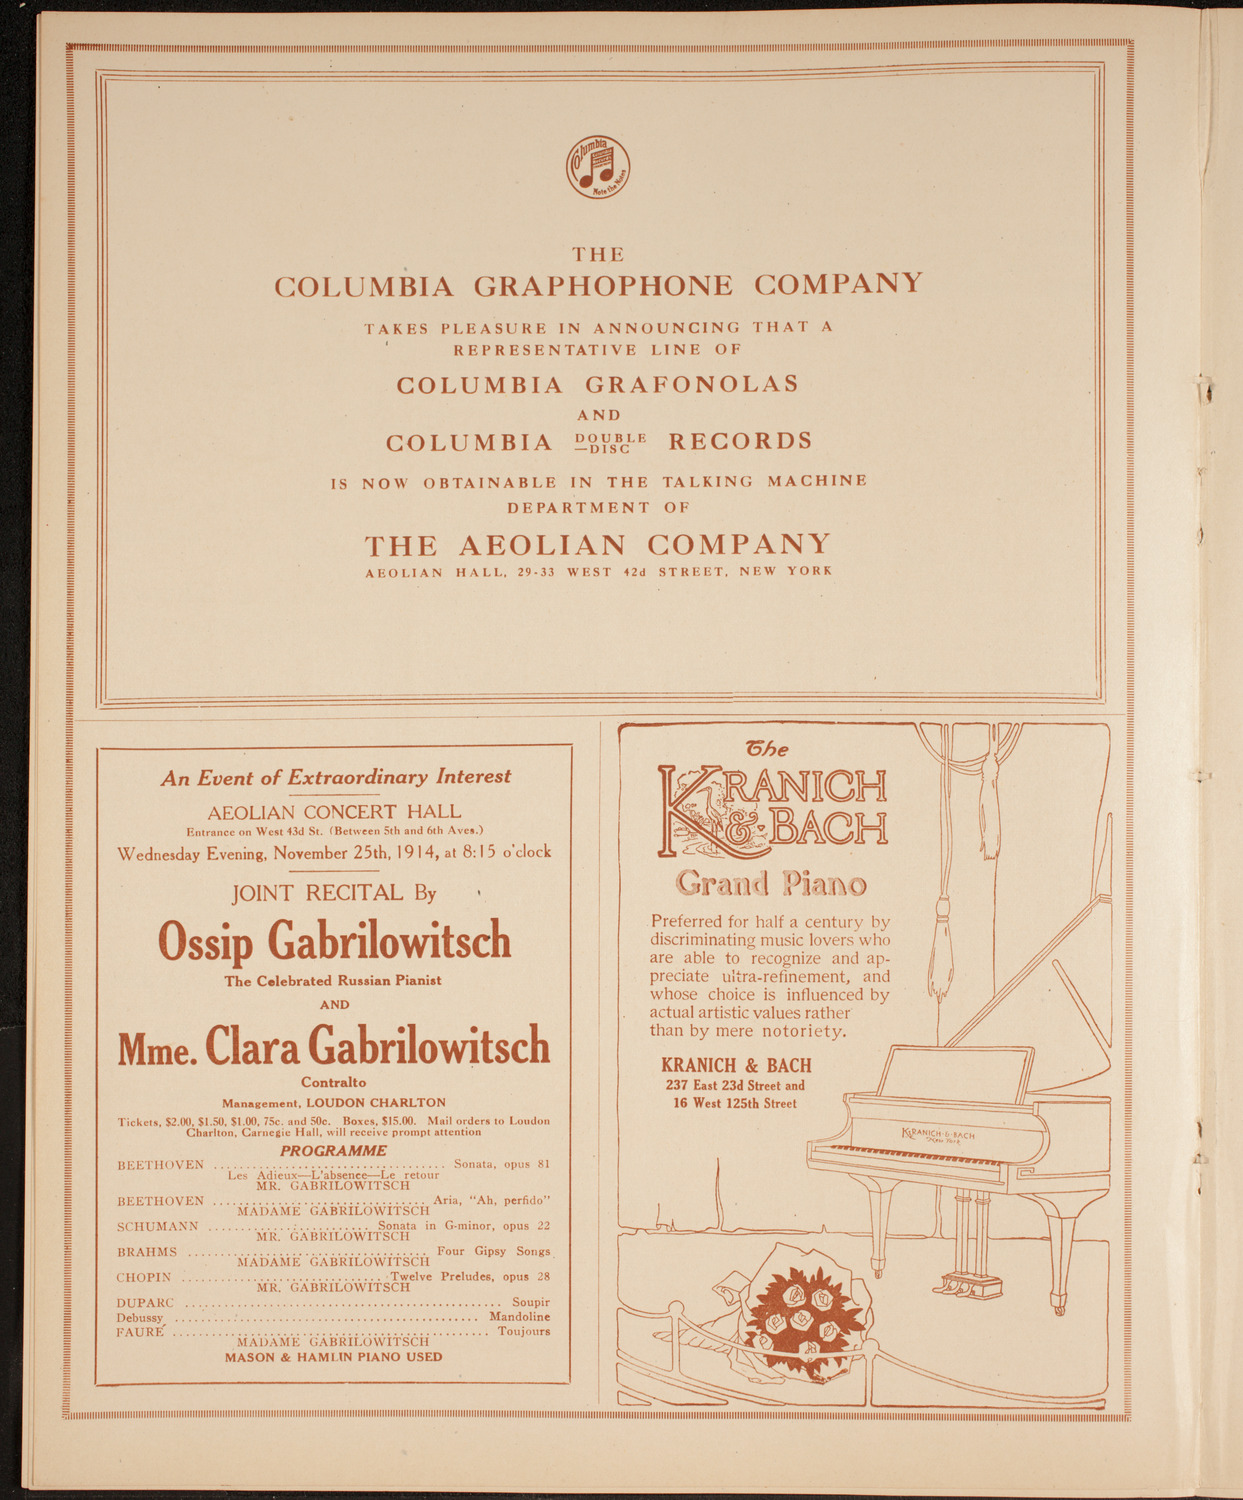 Columbia
Note the Notes
THE
COLUMBIA GRAPHOPHONE COMPANY
TAKES PLEASURE IN ANNOUNCING THAT A
REPRESENTATIVE LINE OF
COLUMBIA GRAFONOLAS
AND
COLUMBIA DOUBLE-DISC RECORDS
IS NOW OBTAINABLE IN THE TALKING MACHINE
DEPARTMENT OF
THE AEOLIAN COMPANY
AEOLIAN HALL, 29-33 WEST 42d STREET, NEW YORK
An Event of Extraordinary Interest
AEOLIAN CONCERT HALL
Entrance on West 43d St. (Between 5th and 6th Aves.)
Wednesday Evening, November 25th, 1914, at 8:15 o'clock
JOINT RECITAL By
Ossip Gabrilowitsch
The Celebrated Russian Pianist
AND
Mme. Clara Gabrilowitsch
Contralto
Management, LOUDON CHARLTON
Tickets, $2.00, $1.50, $1.00, 75c. and 50c. Boxes, $15.00. Mail orders to Loudon
Charlton, Carnegie Hall, will receive prompt attention
PROGRAMME
BEETHOVEN .................................. Sonata, opus 81
Les Adieux—L'absence—Le retour
MR. GABRILOWITSCH
BEETHOVEN ............................... Aria, "Ah, perfido"
MADAME GABRILOWITSCH
SCHUMANN ........................ Sonata in G-minor, opus 22
MR. GABRILOWITSCH
BRAHMS ................................... Four Gipsy Songs
MADAME GABRILOWITSCH
CHOPIN ............................. Twelve Preludes, opus 28
MR. GABRILOWITSCH
DUPARC .............................................. Soupir
Debussy ............................................ Mandoline
FAURÉ .............................................. Toujours
MADAME GABRILOWITSCH
MASON & HAMLIN PIANO USED
The
KRANICH
& BACH
Grand Piano
Preferred for half a century by
discriminating music lovers who
are able to recognize and ap-
preciate ultra-refinement, and
whose choice is influenced by
actual artistic values rather
than by mere notoriety.
KRANICH & BACH
237 East 23d Street and
16 West 125th Street
KRANICH & BACH
New York